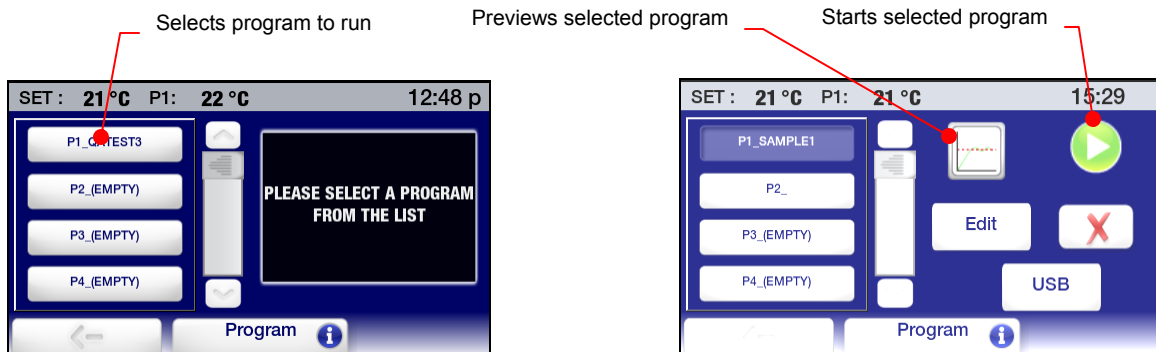 Selects program to run
Previews selected program
Starts selected program
SET : 21 °C P1: 22 °C 12:48 p
P1_QATEST3
P2_(EMPTY)
P3_(EMPTY)
P4_(EMPTY)
PLEASE SELECT A PROGRAM
FROM THE LIST
Program
SET : 21 °C P1: 21 °C 15:29
P1_SAMPLE1
P2_
P3_(EMPTY)
P4_(EMPTY)
Edit
USB
Program